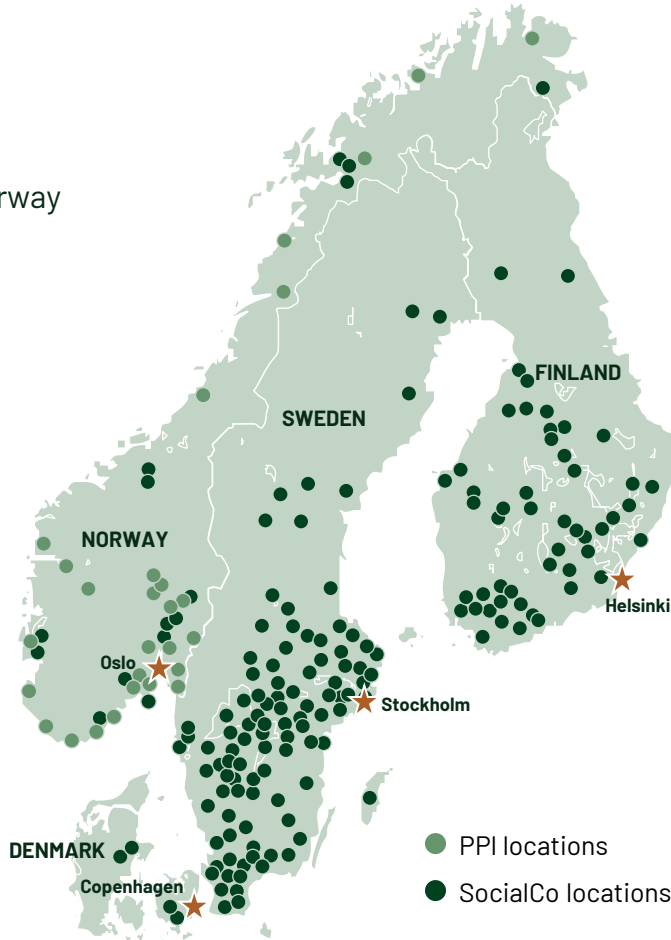 rway
FINLAND
SWEDEN
NORWAY
Helsinki
Oslo
Stockholm
DENMARK
PPI locations
Copenhagen
SocialCo locations